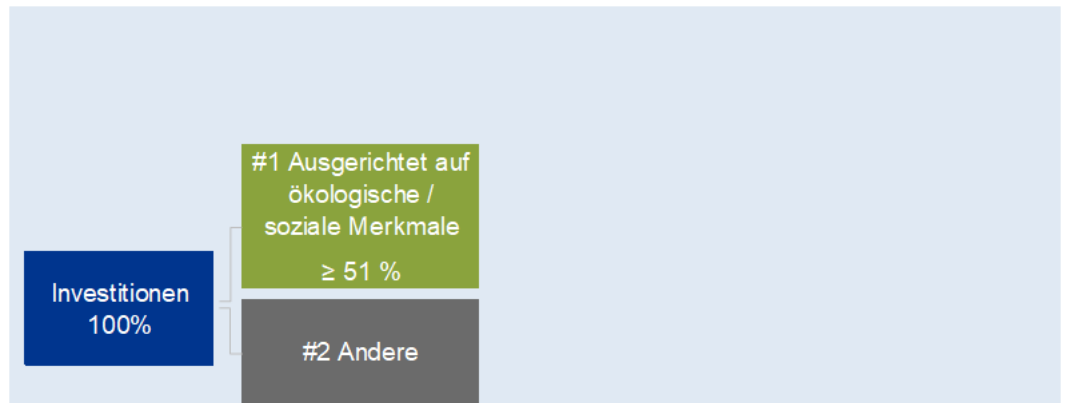 #1 Ausgerichtet auf
ökologische /
soziale Merkmale
≥ 51 %
Investitionen
100%
#2 Andere